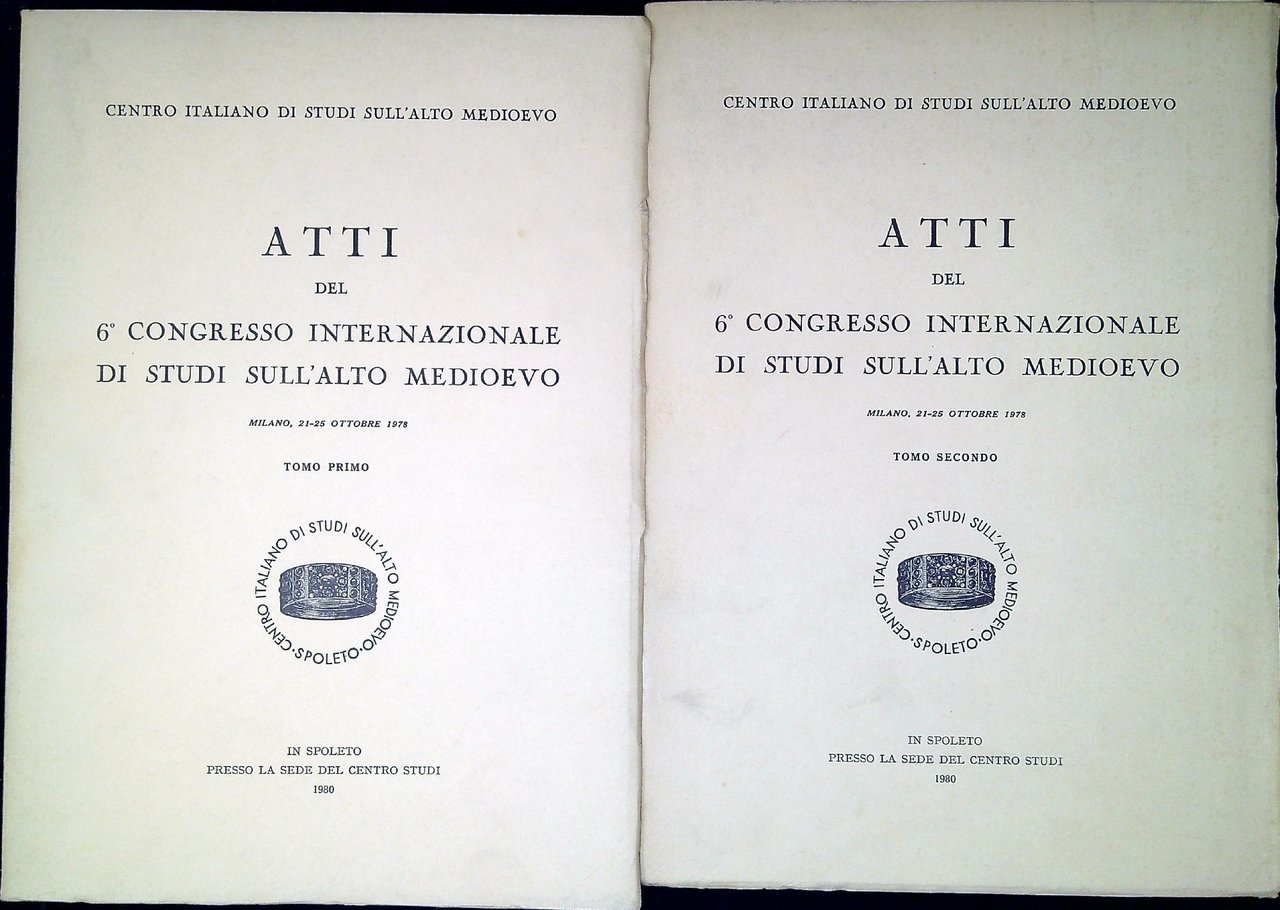 CENTRO ITALIANO DI STUDI SULL'ALTO MEDIOEVO
ATTI
DEL
6° CONGRESSO INTERNAZIONALE
DI STUDI SULL'ALTO MEDIOEVO
MILANO, 21-25 OTTOBRE 1978
TOMO PRIMO
CENTRO ITALIANO DI STUDI SULL'ALTO MEDIOEVO · SPOLETO ·
IN SPOLETO
PRESSO LA SEDE DEL CENTRO STUDI
1980
CENTRO ITALIANO DI STUDI SULL'ALTO MEDIOEVO
ATTI
DEL
6° CONGRESSO INTERNAZIONALE
DI STUDI SULL'ALTO MEDIOEVO
MILANO, 21-25 OTTOBRE 1978
TOMO SECONDO
CENTRO ITALIANO DI STUDI SULL'ALTO MEDIOEVO · SPOLETO ·
IN SPOLETO
PRESSO LA SEDE DEL CENTRO STUDI
1980